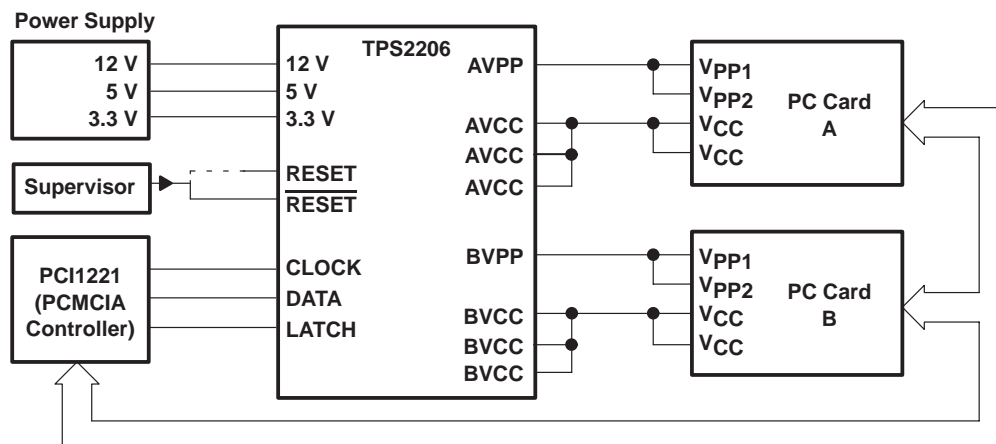 Power Supply
12 V
5 V
3.3 V
Supervisor
PCI1221
(PCMCIA
Controller)
TPS2206
12 V
5 V
3.3 V
RESET
RESET
CLOCK
DATA
LATCH
AVPP
AVCC
AVCC
AVCC
BVPP
BVCC
BVCC
BVCC
VPP1
VPP2
VCC
VCC
PC Card
A
VPP1
VPP2
VCC
VCC
PC Card
B